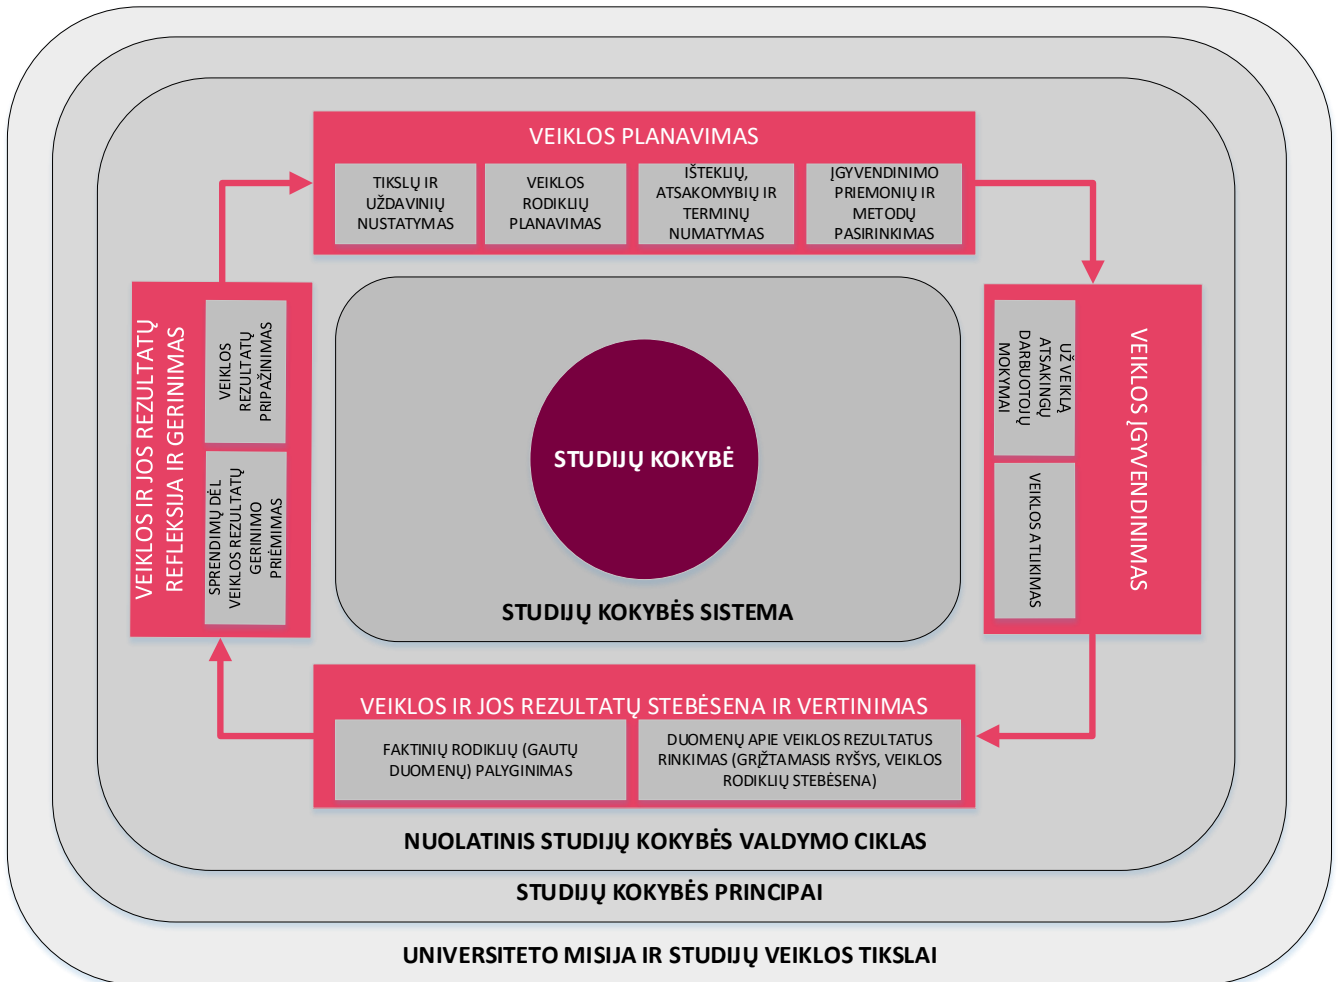 VEIKLOS PLANAVIMAS
TIKSLŲ IR
UŽDAVINIŲ
NUSTATYMAS
VEIKLOS
RODIKLIŲ
PLANAVIMAS
IŠTEKLIŲ,
ATSAKOMYBIŲ IR
TERMINŲ
NUMATYMAS
ĮGYVENDINIMO
PRIEMONIŲ IR
METODŲ
PASIRINKIMAS
VEIKLOS IR JOS REZULTATŲ
REFLEKSIJA IR GERINIMAS
VEIKLOS
REZULTATŲ
PRIPAŽINIMAS
SPRENDIMŲ DĖL
VEIKLOS REZULTATŲ
GERINIMO
PRIĖMIMAS
STUDIJŲ KOKYBĖ
STUDIJŲ KOKYBĖS SISTEMA
VEIKLOS ĮGYVENDINIMAS
UŽ VEIKLĄ
ATSAKINGŲ
DARBUOTOJŲ
MOKYMAI
VEIKLOS ATLIKIMAS
VEIKLOS IR JOS REZULTATŲ STEBĖSENA IR VERTINIMAS
FAKTINIŲ RODIKLIŲ (GAUTŲ
DUOMENŲ) PALYGINIMAS
DUOMENŲ APIE VEIKLOS REZULTATUS
RINKIMAS (GRĮŽTAMASIS RYŠYS, VEIKLOS
RODIKLIŲ STEBĖSENA)
NUOLATINIS STUDIJŲ KOKYBĖS VALDYMO CIKLAS
STUDIJŲ KOKYBĖS PRINCIPAI
UNIVERSITETO MISIJA IR STUDIJŲ VEIKLOS TIKSLAI